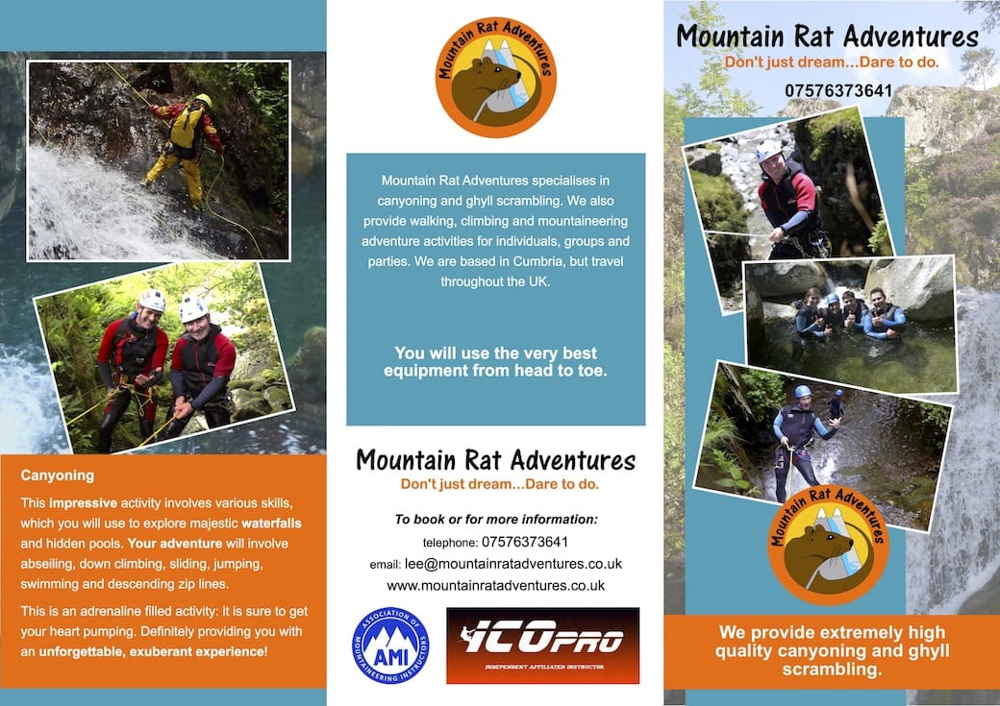 Canyoning
This impressive activity involves various skills,
which you will use to explore majestic waterfalls
and hidden pools. Your adventure will involve
abseiling, down climbing, sliding, jumping,
swimming and descending zip lines.
This is an adrenaline filled activity: it is sure to get
your heart pumping. Definitely providing you with
an unforgettable, exuberant experience!
Mountain Rat Adventures
Mountain Rat Adventures specialises in
canyoning and ghyll scrambling. We also
provide walking, climbing and mountaineering
adventure activities for individuals, groups and
parties. We are based in Cumbria, but travel
throughout the UK.
You will use the very best
equipment from head to toe.
Mountain Rat Adventures
Don't just dream...Dare to do.
To book or for more information:
telephone: 07576373641
email: lee@mountainratadventures.co.uk
www.mountainratadventures.co.uk
ASSOCIATION OF
MOUNTAINEERING INSTRUCTORS
AMI
ICOPRO
INDEPENDENT AFFILIATED INSTRUCTOR
Mountain Rat Adventures
Don't just dream...Dare to do.
07576373641
Mountain Rat Adventures
We provide extremely high
quality canyoning and ghyll
scrambling.